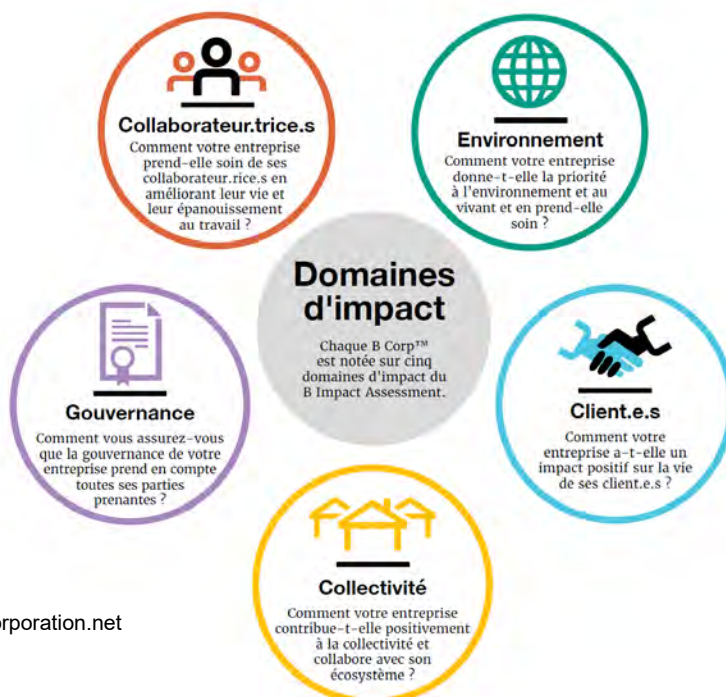 Collaborateur.trice.s
Comment votre entreprise
prend-elle soin de ses
collaborateur.rice.s en
améliorant leur vie et
leur épanouissement
au travail ?
Environnement
Comment votre entreprise
donne-t-elle la priorité
à l'environnement et au
vivant et en prend-elle
soin ?
Domaines
d'impact
Chaque B Corp™
est notée sur cinq
domaines d'impact du
B Impact Assessment.
Gouvernance
Comment vous assurez-vous
que la gouvernance de votre
entreprise prend en compte
toutes ses parties
prenantes ?
Client.e.s
Comment votre
entreprise a-t-elle un
impact positif sur la vie
de ses client.e.s ?
Collectivité
Comment votre entreprise
contribue-t-elle positivement
à la collectivité et
collabore avec son
écosystème ?
rporation.net